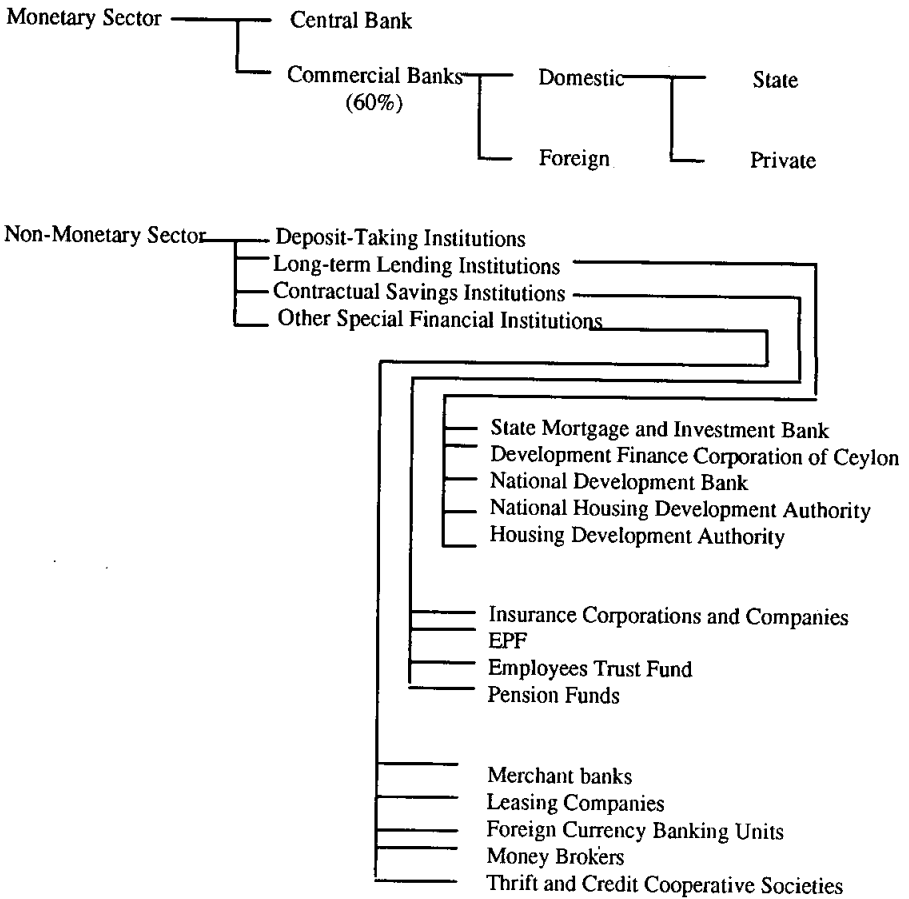 Monetary Sector
Central Bank
Commercial Banks
(60%)
Domestic
State
Foreign
Private
Non-Monetary Sector
Deposit-Taking Institutions
Long-term Lending Institutions
Contractual Savings Institutions
Other Special Financial Institutions
State Mortgage and Investment Bank
Development Finance Corporation of Ceylon
National Development Bank
National Housing Development Authority
Housing Development Authority
Insurance Corporations and Companies
EPF
Employees Trust Fund
Pension Funds
Merchant banks
Leasing Companies
Foreign Currency Banking Units
Money Brokers
Thrift and Credit Cooperative Societies